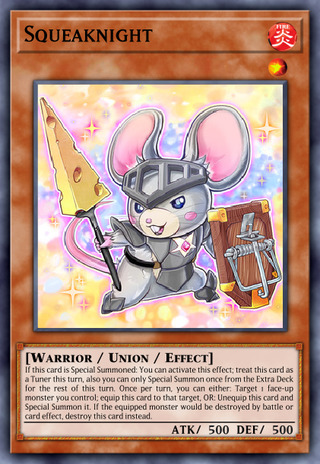 Squeaknight
FIRE
炎
[Warrior / Union / Effect]
If this card is Special Summoned: You can activate this effect; treat this card as
a Tuner this turn, also you can only Special Summon once from the Extra Deck
for the rest of this turn. Once per turn, you can either: Target 1 face-up
monster you control; equip this card to that target, OR: Unequip this card and
Special Summon it. If the equipped monster would be destroyed by battle or
card effect, destroy this card instead.
ATK/ 500 DEF/ 500